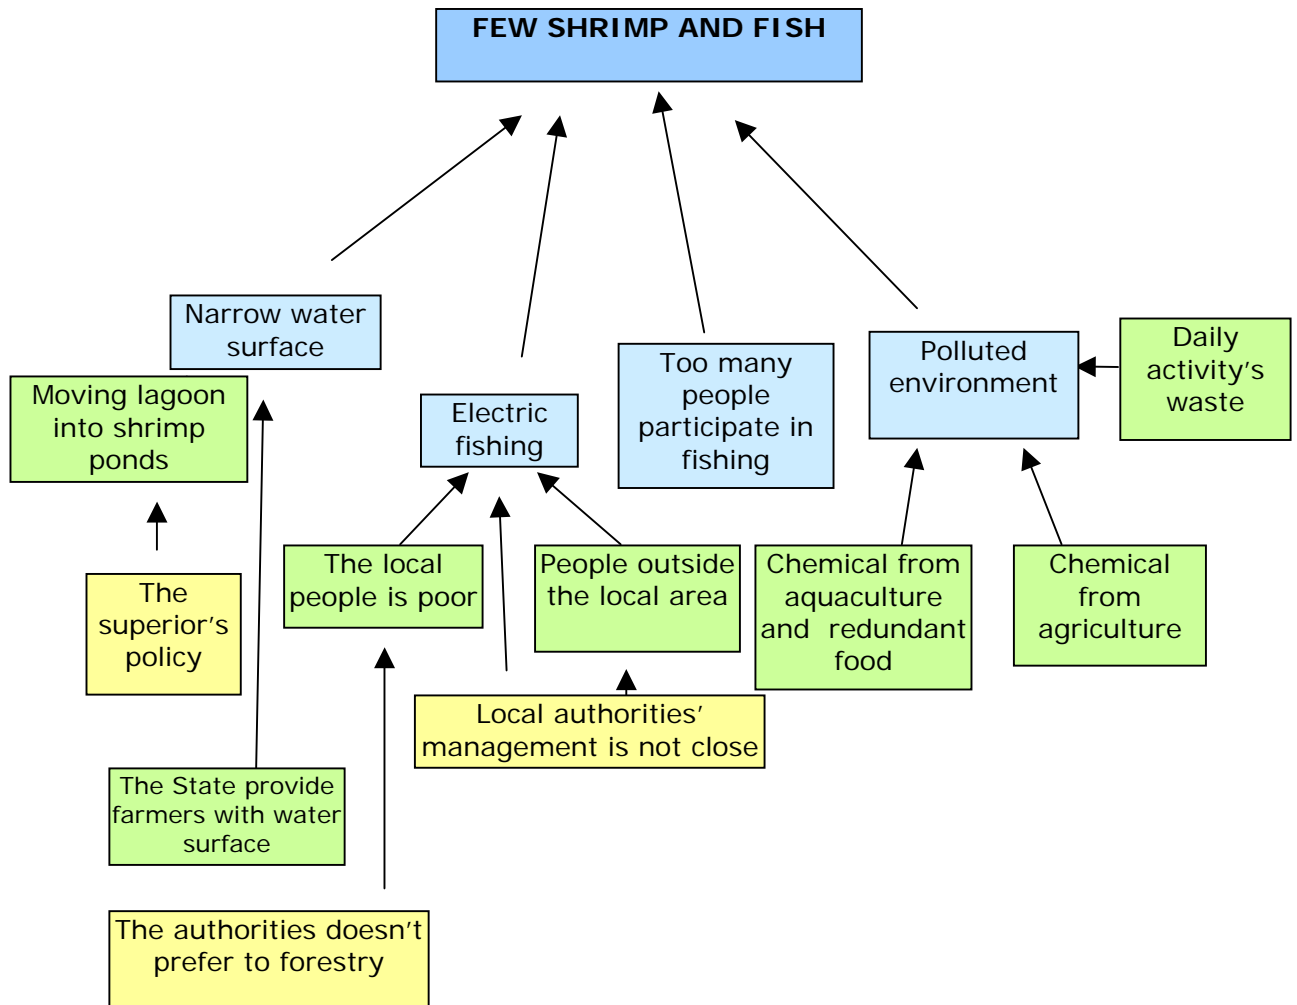 FEW SHRIMP AND FISH
Narrow water
surface
Moving lagoon
into shrimp
ponds
Electric
fishing
Too many
people
participate in
fishing
Polluted
environment
Daily
activity's
waste
The
superior's
policy
The local
people is poor
People outside
the local area
Chemical from
aquaculture
and redundant
food
Chemical
from
agriculture
Local authorities’
management is not close
The State provide
farmers with water
surface
The authorities doesn't
prefer to forestry